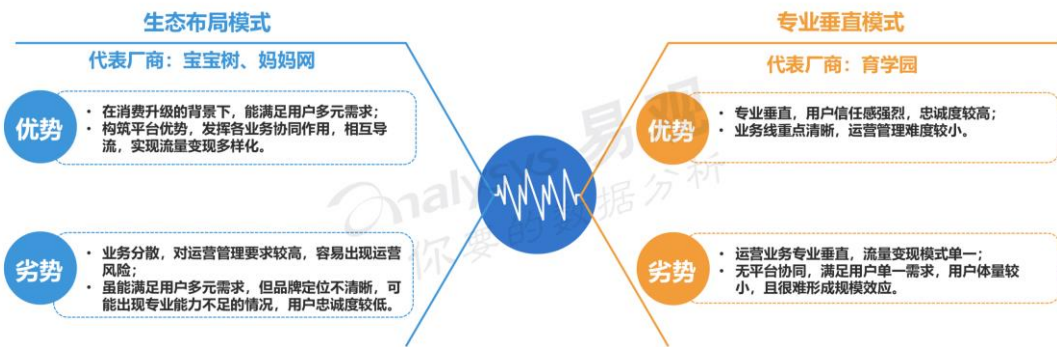 生态布局模式
代表厂商：宝宝树、妈妈网
优势
• 在消费升级的背景下，能满足用户多元需求；
• 构筑平台优势，发挥各业务协同作用，相互导
流，实现流量变现多样化。
劣势
• 业务分散，对运营管理要求较高，容易出现运营
风险；
• 虽能满足用户多元需求，但品牌定位不清晰，可
能出现专业能力不足的情况，用户忠诚度较低。
专业垂直模式
代表厂商：育学园
优势
• 专业垂直，用户信任感强烈，忠诚度较高；
• 业务线重点清晰，运营管理难度较小。
劣势
• 运营业务专业垂直，流量变现模式单一；
• 无平台协同，满足用户单一需求，用户体量较
小，且很难形成规模效应。
Analysys 易观
你要的数据分析